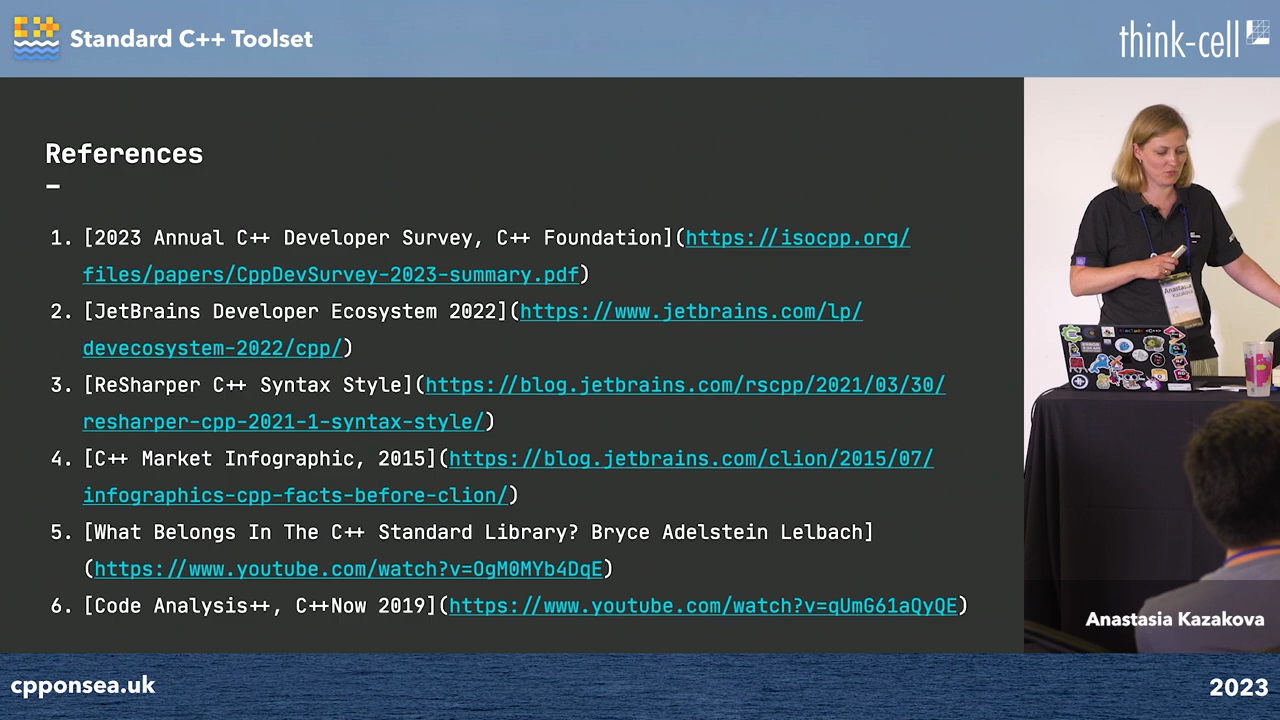 Standard C++ Toolset
think-cell
References
1. [2023 Annual C++ Developer Survey, C++ Foundation](https://isocpp.org/
files/papers/CppDevSurvey-2023-summary.pdf)
2. [JetBrains Developer Ecosystem 2022](https://www.jetbrains.com/lp/
devecosystem-2022/cpp/)
3. [ReSharper C++ Syntax Style](https://blog.jetbrains.com/rscpp/2021/03/30/
resharper-cpp-2021-1-syntax-style/)
4. [C++ Market Infographic, 2015](https://blog.jetbrains.com/clion/2015/07/
infographics-cpp-facts-before-clion/)
5. [What Belongs In The C++ Standard Library? Bryce Adelstein Lelbach]
(https://www.youtube.com/watch?v=OgM0MYb4DqE)
6. [Code Analysis++, C++Now 2019](https://www.youtube.com/watch?v=qUmG61aQyQE)
Anastasia
Kazakova
Anastasia Kazakova
cpponsea.uk
2023